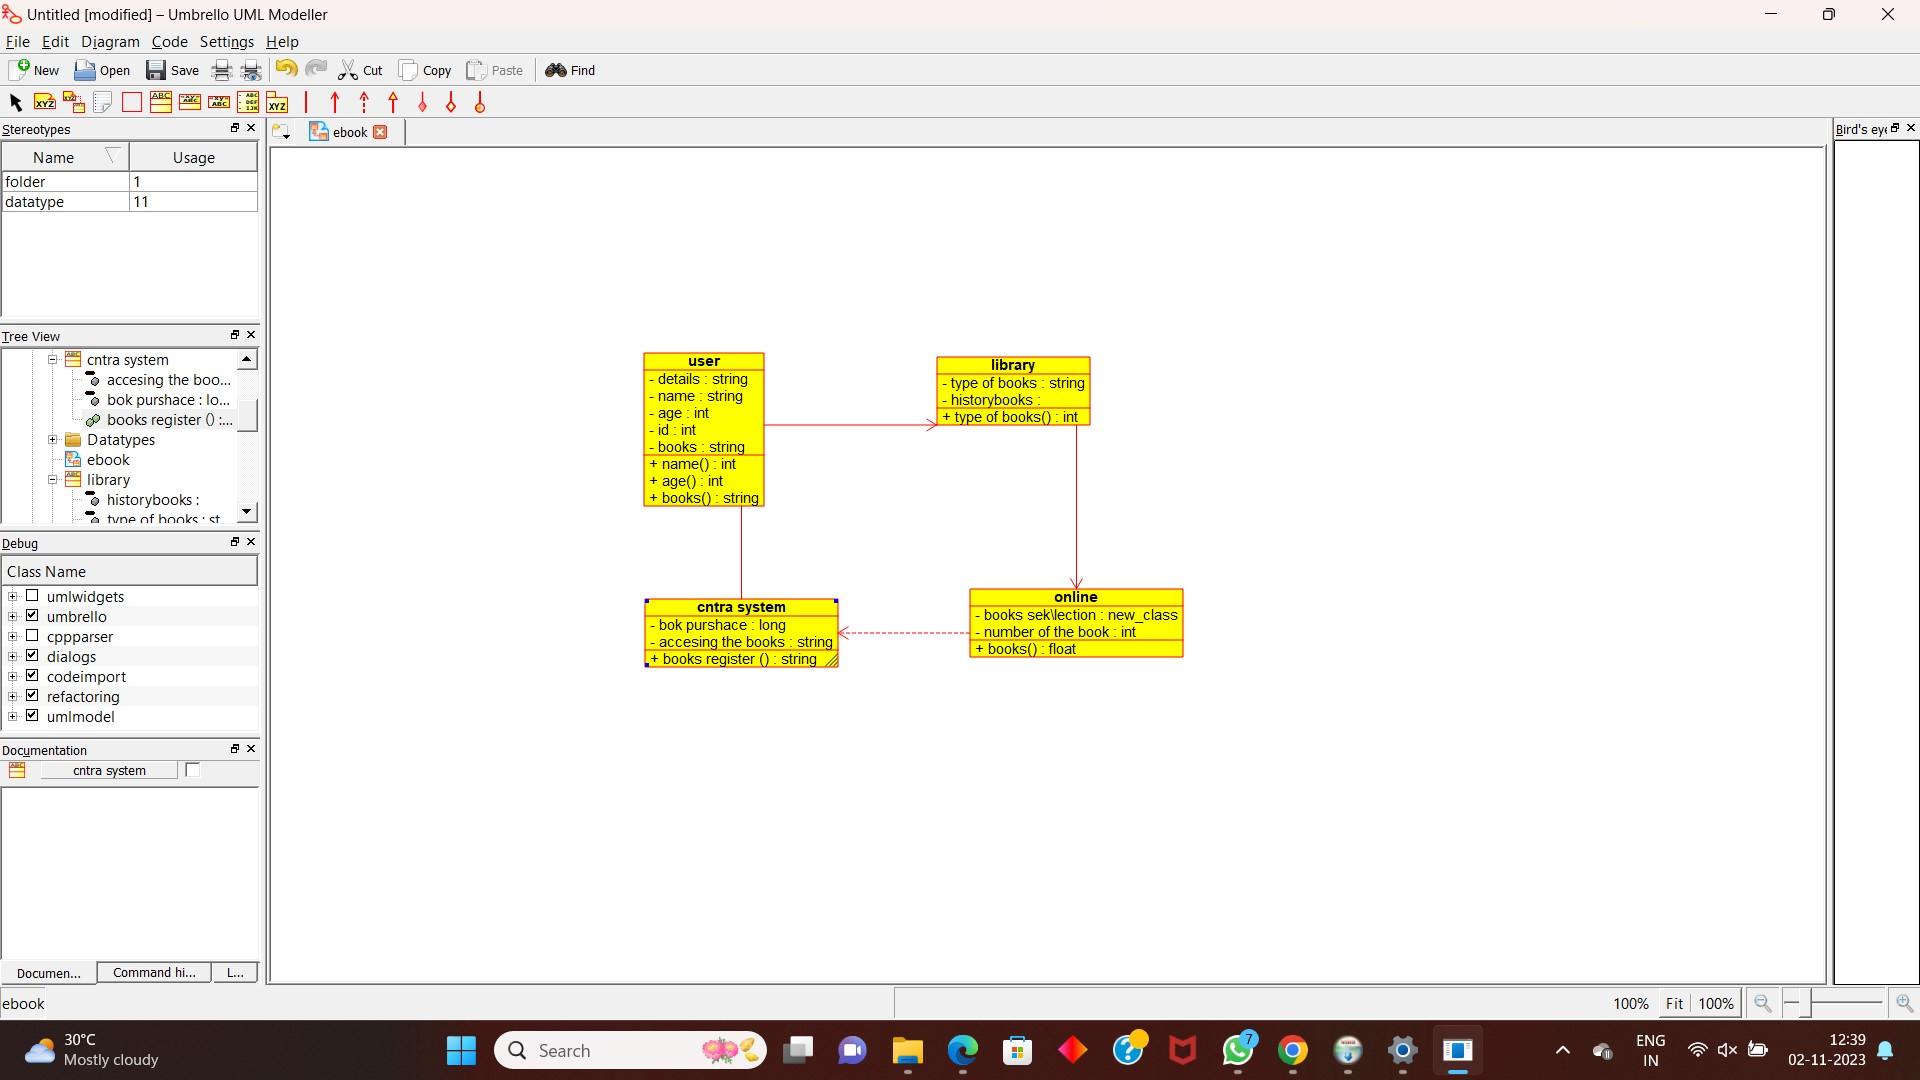 Untitled [modified] – Umbrello UML Modeller
File Edit Diagram Code Settings Help
New Open Save Cut Copy Paste Find
Stereotypes
Name Usage
folder 1
datatype 11
Tree View
cntra system
accesing the boo...
bok purshace : lo...
books register () :...
Datatypes
ebook
library
historybooks :
type of books : st
Debug
Class Name
umlwidgets
umbrello
cppparser
dialogs
codeimport
refactoring
umlmodel
Documentation
cntra system
Documen... Command hi... L...
ebook
ebook
user
- details : string
- name : string
- age : int
- id : int
- books : string
+ name() : int
+ age() : int
+ books() : string
library
- type of books : string
- historybooks :
+ type of books() : int
cntra system
- bok purshace : long
- accesing the books : string
+ books register () : string
online
- books sek\lection : new_class
- number of the book : int
+ books() : float
Bird's eye
100% Fit 100%
30°C
Mostly cloudy
Search
7
ENG
IN
12:39
02-11-2023